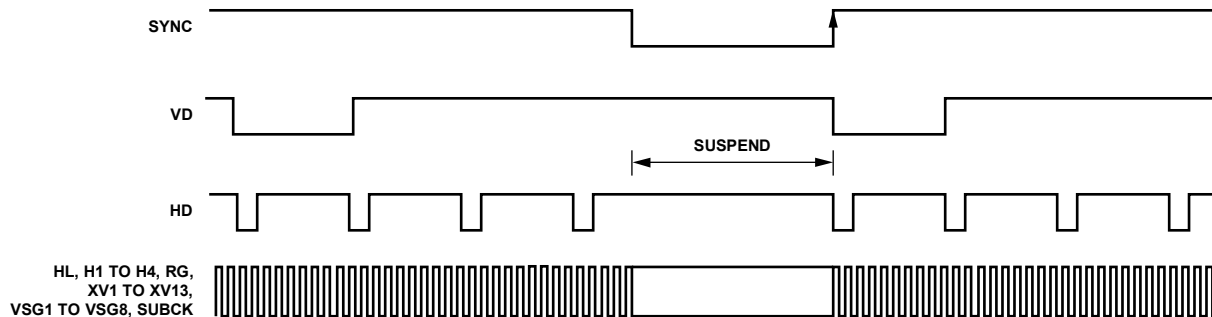 SYNC
VD
SUSPEND
HD
HL, H1 TO H4, RG,
XV1 TO XV13,
VSG1 TO VSG8, SUBCK